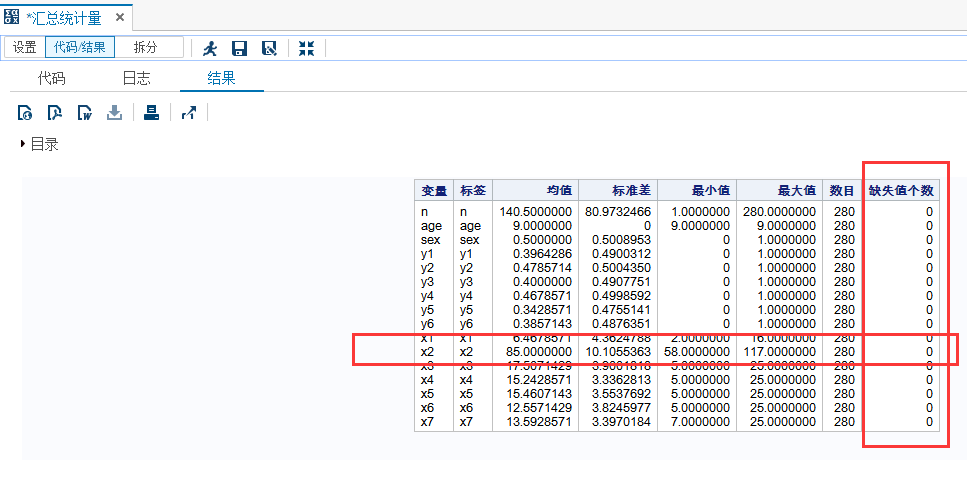 *汇总统计量 ×
设置 代码/结果 拆分
代码 日志 结果
目录
变量 标签 均值 标准差 最小值 最大值 数目 缺失值个数
n n 140.5000000 80.9732466 1.0000000 280.0000000 280 0
age age 9.0000000 0 9.0000000 9.0000000 280 0
sex sex 0.5000000 0.5008953 0 1.0000000 280 0
y1 y1 0.3964286 0.4900312 0 1.0000000 280 0
y2 y2 0.4785714 0.5004350 0 1.0000000 280 0
y3 y3 0.4000000 0.4907751 0 1.0000000 280 0
y4 y4 0.4678571 0.4998592 0 1.0000000 280 0
y5 y5 0.3428571 0.4755141 0 1.0000000 280 0
y6 y6 0.3857143 0.4876351 0 1.0000000 280 0
x1 x1 6.4678571 4.3624788 2.0000000 16.0000000 280 0
x2 x2 85.0000000 10.1055363 58.0000000 117.0000000 280 0
x3 x3 17.5071429 3.9001818 5.0000000 25.0000000 280 0
x4 x4 15.2428571 3.3362813 5.0000000 25.0000000 280 0
x5 x5 15.4607143 3.5537692 5.0000000 25.0000000 280 0
x6 x6 12.5571429 3.8245977 5.0000000 25.0000000 280 0
x7 x7 13.5928571 3.3970184 7.0000000 25.0000000 280 0